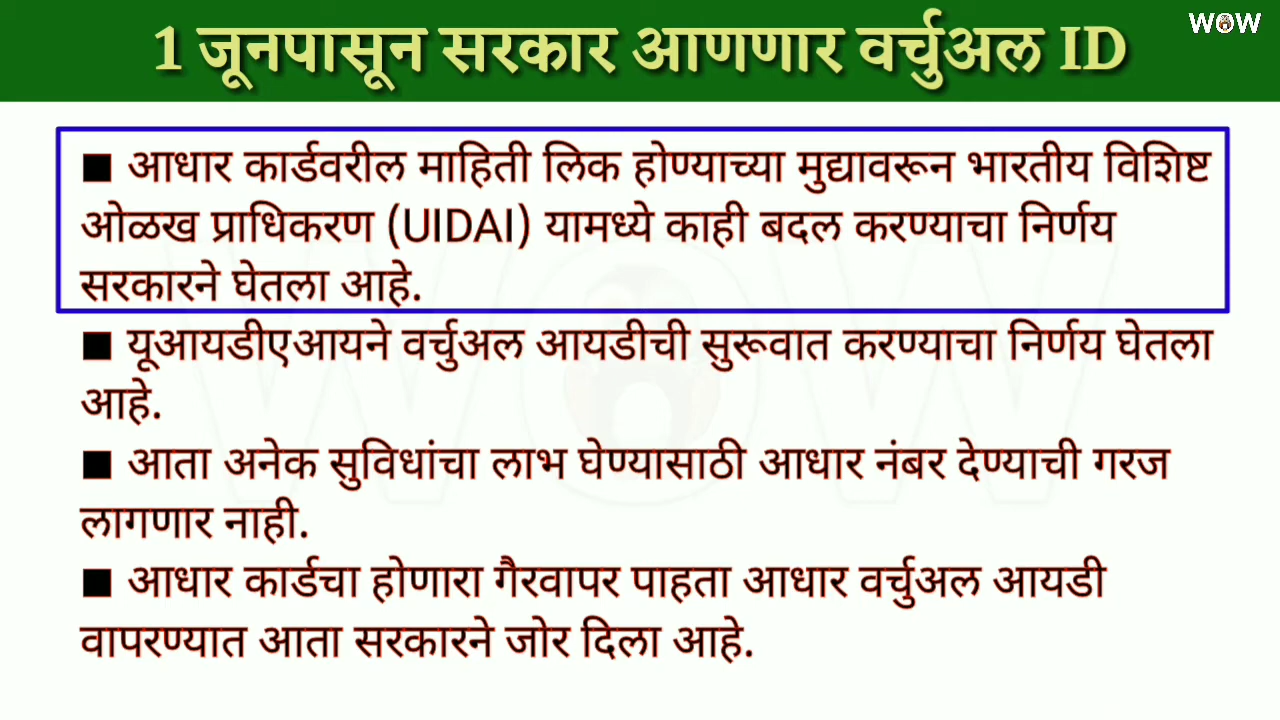 WOW
1 जूनपासून सरकार आणणार वर्चुअल ID
■ आधार कार्डवरील माहिती लिक होण्याच्या मुद्यावरून भारतीय विशिष्ट
ओळख प्राधिकरण (UIDAI) यामध्ये काही बदल करण्याचा निर्णय
सरकारने घेतला आहे.
■ यूआयडीएआयने वर्चुअल आयडीची सुरूवात करण्याचा निर्णय घेतला
आहे.
■ आता अनेक सुविधांचा लाभ घेण्यासाठी आधार नंबर देण्याची गरज
लागणार नाही.
■ आधार कार्डचा होणारा गैरवापर पाहता आधार वर्चुअल आयडी
वापरण्यात आता सरकारने जोर दिला आहे.
WOW